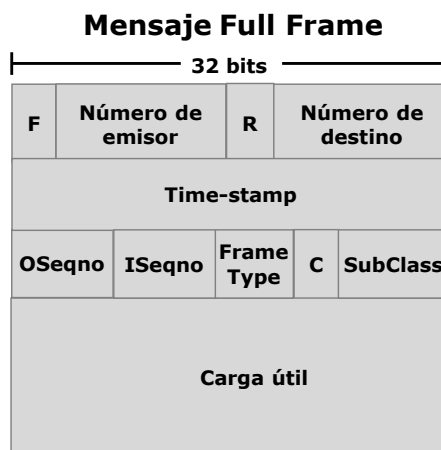 Mensaje Full Frame
32 bits
F
Número de
emisor
R
Número de
destino
Time-stamp
OSeqno
ISeqno
Frame
Type
C
SubClass
Carga útil